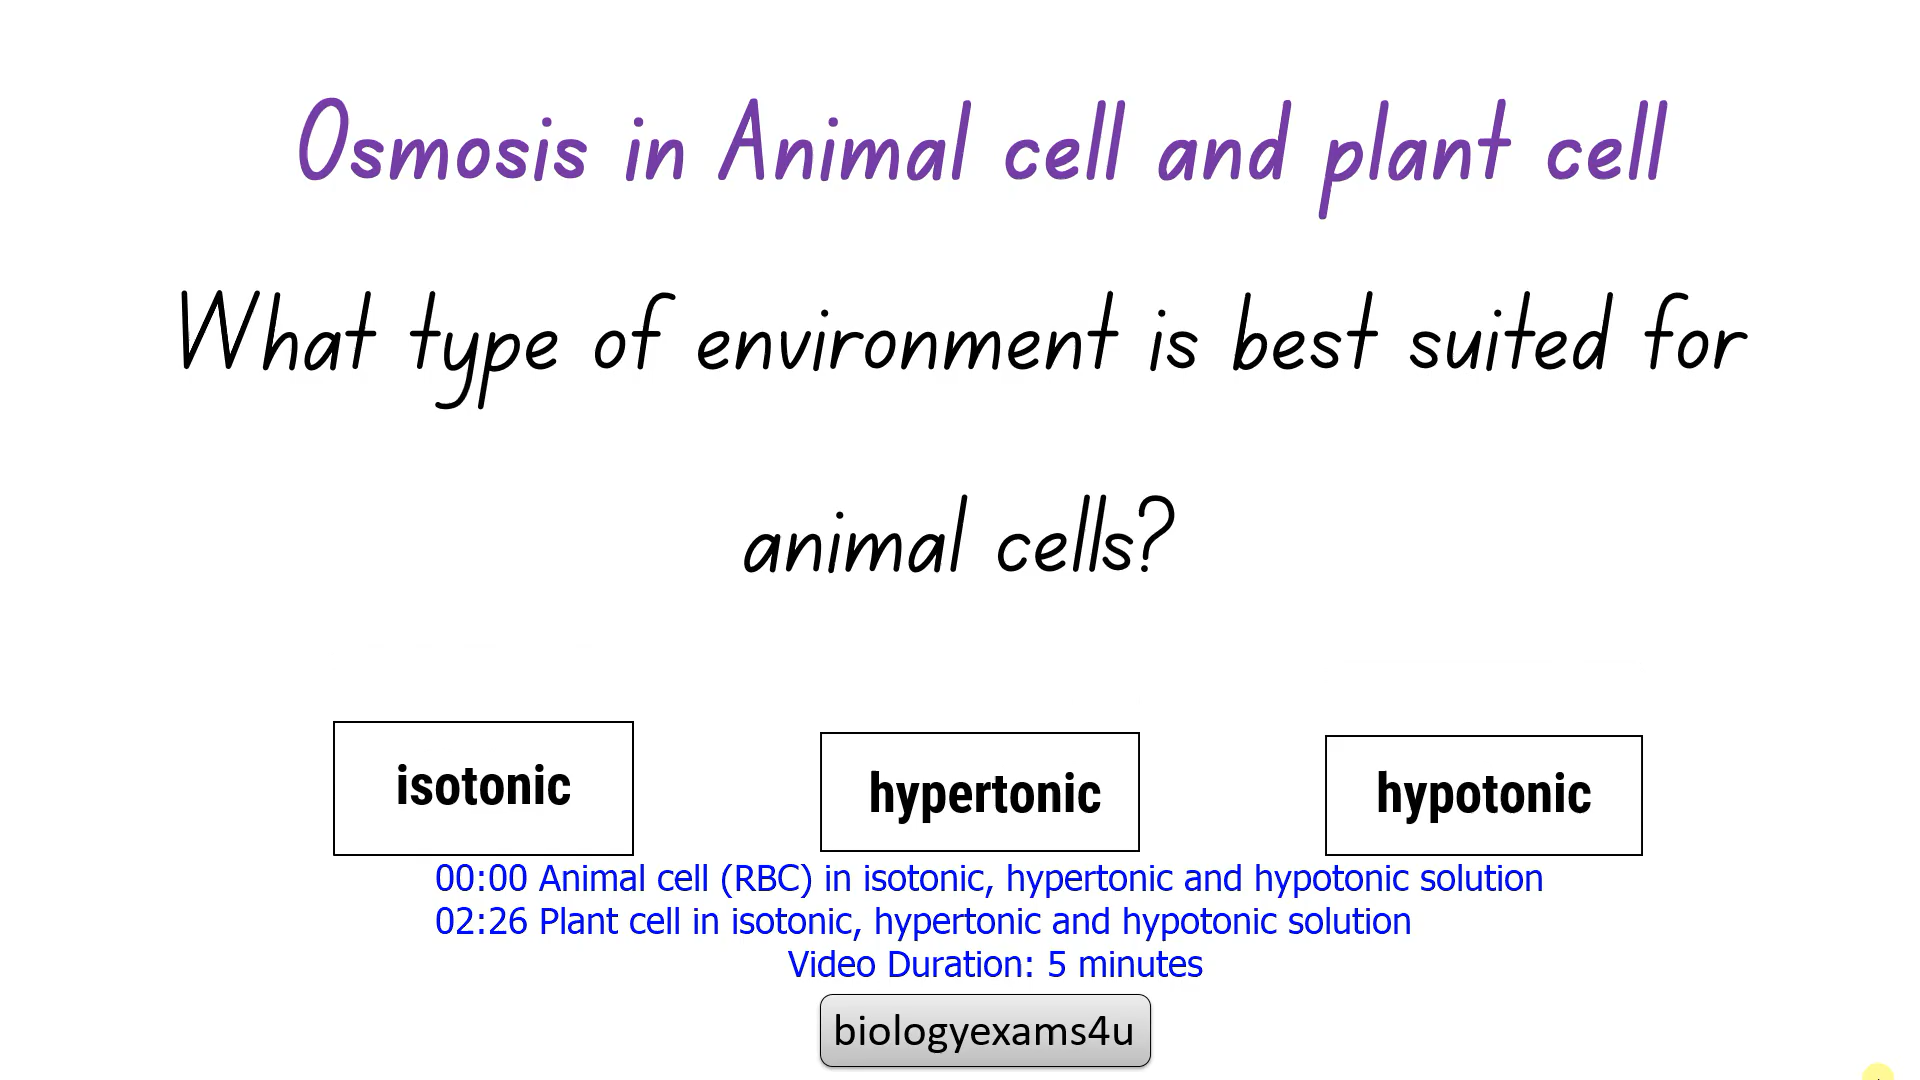 Osmosis in Animal cell and plant cell
What type of environment is best suited for
animal cells?
isotonic
hypertonic
hypotonic
00:00 Animal cell (RBC) in isotonic, hypertonic and hypotonic solution
02:26 Plant cell in isotonic, hypertonic and hypotonic solution
Video Duration: 5 minutes
biologyexams4u